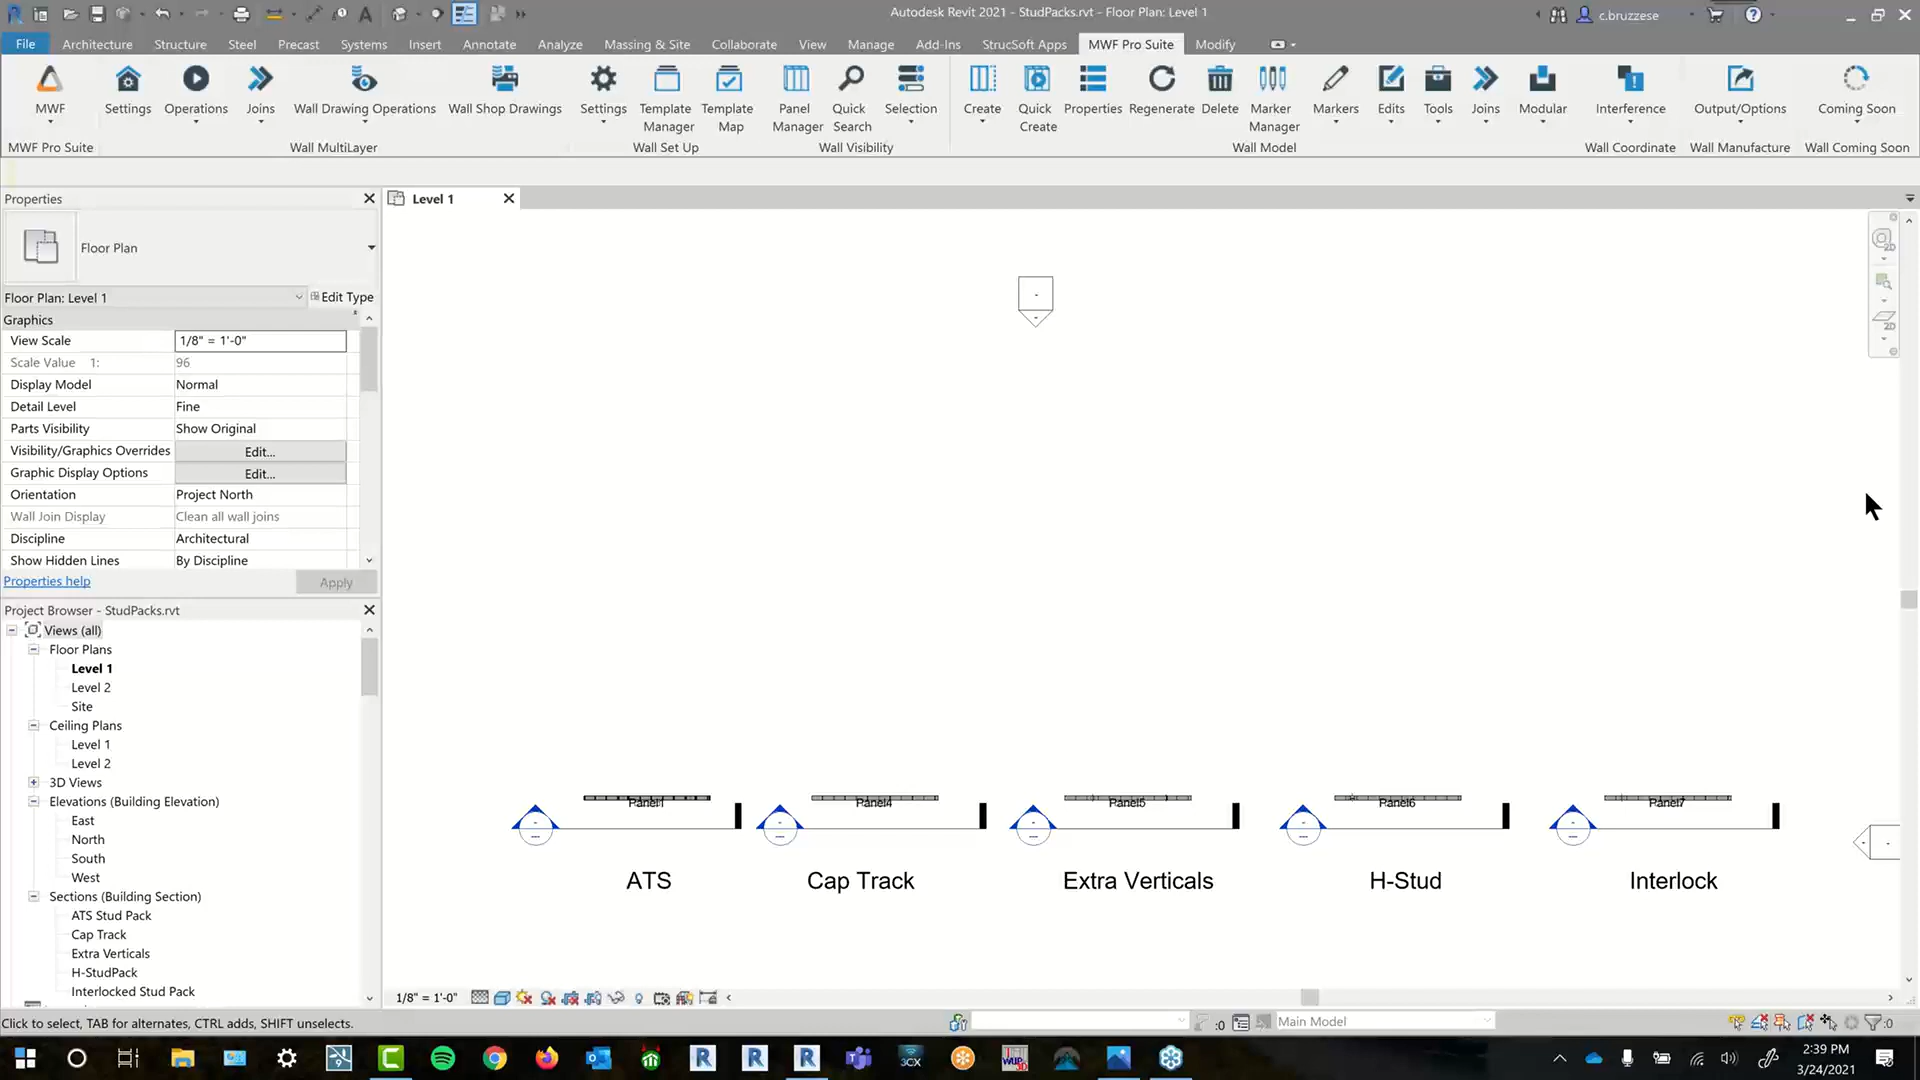 Autodesk Revit 2021 - StudPacks.rvt - Floor Plan: Level 1
c.bruzzese
File Architecture Structure Steel Precast Systems Insert Annotate Analyze Massing & Site Collaborate View Manage Add-Ins StrucSoft Apps MWF Pro Suite Modify
MWF Settings Operations Joins Wall Drawing Operations Wall Shop Drawings Settings Template Manager Template Map Panel Manager Quick Search Selection Create Quick Create Properties Regenerate Delete Marker Manager Markers Edits Tools Joins Modular Interference Output/Options Coming Soon
MWF Pro Suite Wall MultiLayer Wall Set Up Wall Visibility Wall Model Wall Coordinate Wall Manufacture Wall Coming Soon
Properties
Level 1
Floor Plan
Floor Plan: Level 1 Edit Type
Graphics
View Scale 1/8" = 1'-0"
Scale Value 1: 96
Display Model Normal
Detail Level Fine
Parts Visibility Show Original
Visibility/Graphics Overrides Edit...
Graphic Display Options Edit...
Orientation Project North
Wall Join Display Clean all wall joins
Discipline Architectural
Show Hidden Lines By Discipline
Properties help Apply
Project Browser - StudPacks.rvt
Views (all)
Floor Plans
Level 1
Level 2
Site
Ceiling Plans
Level 1
Level 2
3D Views
Elevations (Building Elevation)
East
North
South
West
Sections (Building Section)
ATS Stud Pack
Cap Track
Extra Verticals
H-StudPack
Interlocked Stud Pack
2D
2D
Panel1 Panel4 Panel5 Panel6 Panel7
ATS Cap Track Extra Verticals H-Stud Interlock
1/8" = 1'-0"
Click to select, TAB for alternates, CTRL adds, SHIFT unselects.
:0
Main Model
:0
3CX
2:39 PM
3/24/2021